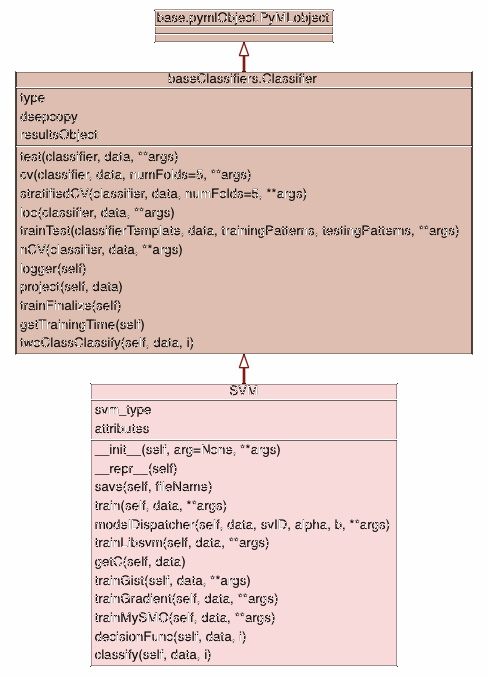 base.pymlObject.PyMLobject
baseClassifiers.Classifier
type
deepcopy
resultsObject
test(classifier, data, **args)
cv(classifier, data, numFolds=5, **args)
stratifiedCV(classifier, data, numFolds=5, **args)
loo(classifier, data, **args)
trainTest(classifierTemplate, data, trainingPatterns, testingPatterns, **args)
nCV(classifier, data, **args)
logger(self)
project(self, data)
trainFinalize(self)
getTrainingTime(self)
twoClassClassify(self, data, i)
SVM
svm_type
attributes
__init__(self, arg=None, **args)
__repr__(self)
save(self, fileName)
train(self, data, **args)
modelDispatcher(self, data, svID, alpha, b, **args)
trainLibsvm(self, data, **args)
getC(self, data)
trainGist(self, data, **args)
trainGradient(self, data, **args)
trainMySMO(self, data, **args)
decisionFunc(self, data, i)
classify(self, data, i)